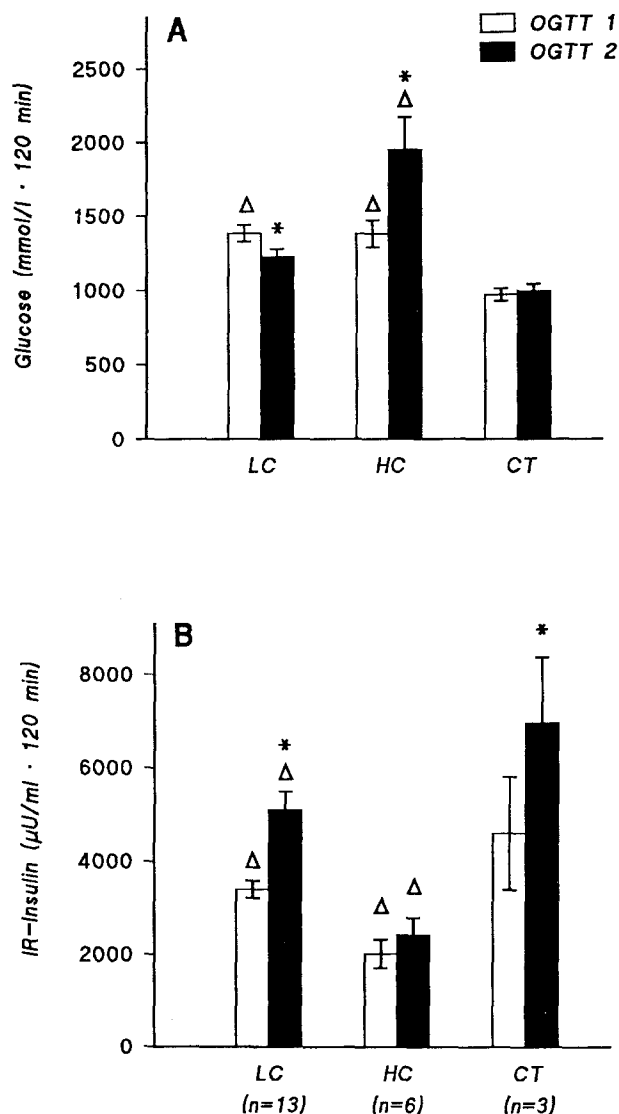 A
OGTT 1
OGTT 2
Glucose (mmol/l · 120 min)
2500
2000
1500
1000
500
0
*
Δ
Δ
*
Δ
LC
HC
CT
B
IR-Insulin (μU/ml · 120 min)
8000
6000
4000
2000
0
*
*
Δ
Δ
Δ
Δ
LC
HC
CT
(n=13)
(n=6)
(n=3)